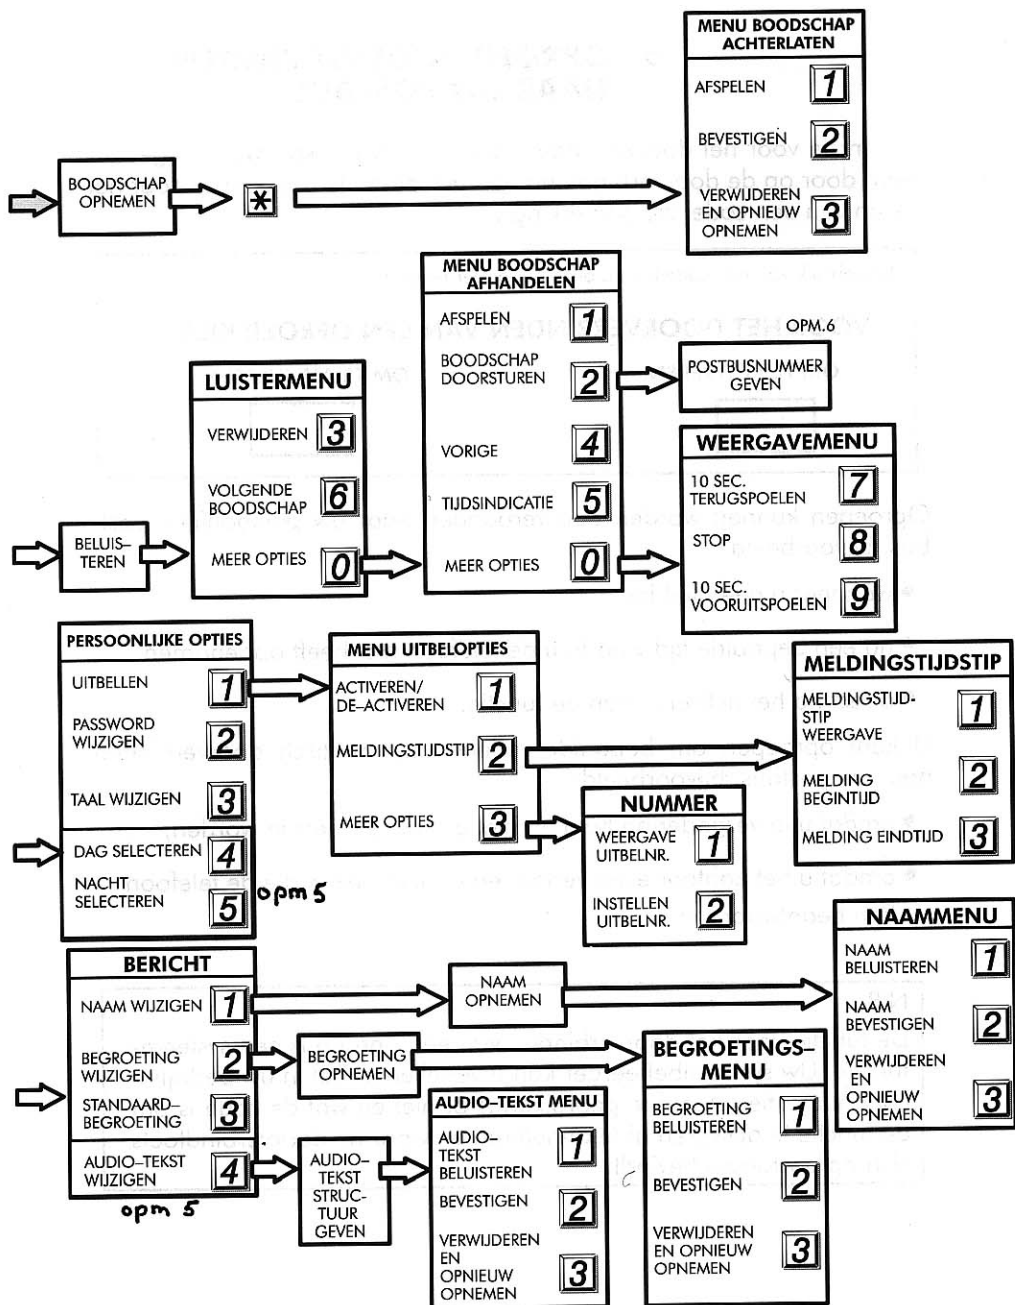 MENU BOODSCHAP
ACHTERLATEN
AFSPELEN 1
BEVESTIGEN 2
VERWIJDEREN
EN OPNIEUW
OPNEMEN
3
BOODSCHAP
OPNEMEN
*
MENU BOODSCHAP
AFHANDELEN
AFSPELEN 1
BOODSCHAP
DOORSTUREN 2
VORIGE 4
TIJDSINDICATIE 5
MEER OPTIES 0
OPM.6
POSTBUSNUMMER
GEVEN
LUISTERMENU
VERWIJDEREN 3
VOLGENDE
BOODSCHAP
6
MEER OPTIES 0
WEERGAVEMENU
10 SEC.
TERUGSPOELEN 7
STOP 8
10 SEC.
VOORUITSPOELEN 9
BELUIS–
TEREN
PERSOONLIJKE OPTIES
UITBELLEN 1
PASSWORD
WIJZIGEN 2
TAAL WIJZIGEN 3
DAG SELECTEREN 4
NACHT
SELECTEREN 5
opm 5
MENU UITBELOPTIES
ACTIVEREN/
DE–ACTIVEREN 1
MELDINGSTIJDSTIP 2
MEER OPTIES 3
MELDINGSTIJDSTIP
MELDINGSTIJD-
STIP
WEERGAVE
1
MELDING
BEGINTIJD
2
MELDING EINDTIJD 3
NUMMER
WEERGAVE
UITBELNR. 1
INSTELLEN
UITBELNR. 2
BERICHT
NAAM WIJZIGEN 1
BEGROETING
WIJZIGEN 2
STANDAARD–
BEGROETING 3
AUDIO–TEKST
WIJZIGEN 4
opm 5
NAAM
OPNEMEN
NAAMMENU
NAAM
BELUISTEREN 1
NAAM
BEVESTIGEN 2
VERWIJDEREN
EN
OPNIEUW
OPNEMEN
3
BEGROETING
OPNEMEN
BEGROETINGS–
MENU
BEGROETING
BELUISTEREN 1
BEVESTIGEN 2
VERWIJDEREN
EN OPNIEUW
OPNEMEN
3
AUDIO–
TEKST
STRUC–
TUUR
GEVEN
AUDIO–TEKST MENU
AUDIO–
TEKST
BELUISTEREN
1
BEVESTIGEN 2
VERWIJDEREN
EN
OPNIEUW
OPNEMEN
3